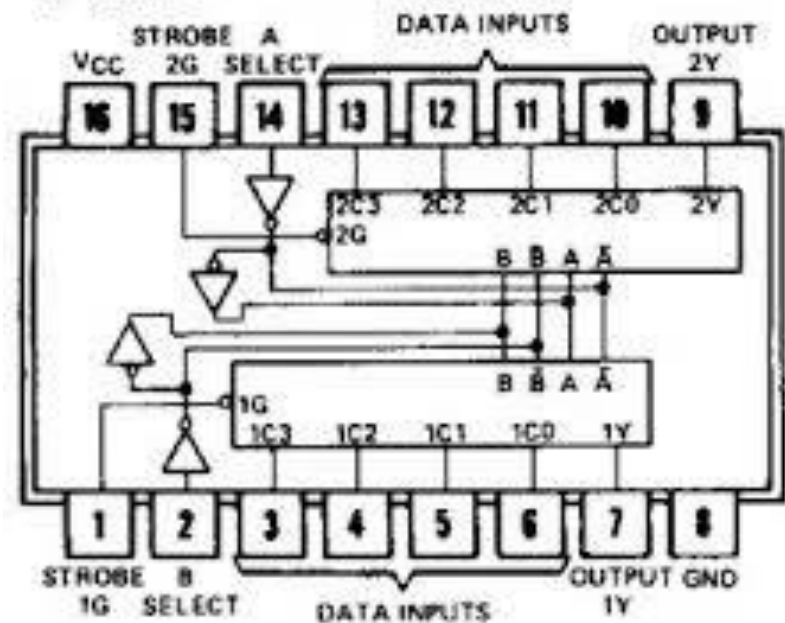 DATA INPUTS
STROBE A OUTPUT
VCC 2G SELECT 2Y
16 15 14 13 12 11 10 9
2C3 2C2 2C1 2C0 2Y
2G
B B̅ A A̅
B B̅ A A̅
1G
1C3 1C2 1C1 1C0 1Y
1 2 3 4 5 6 7 8
STROBE B OUTPUT GND
1G SELECT DATA INPUTS 1Y